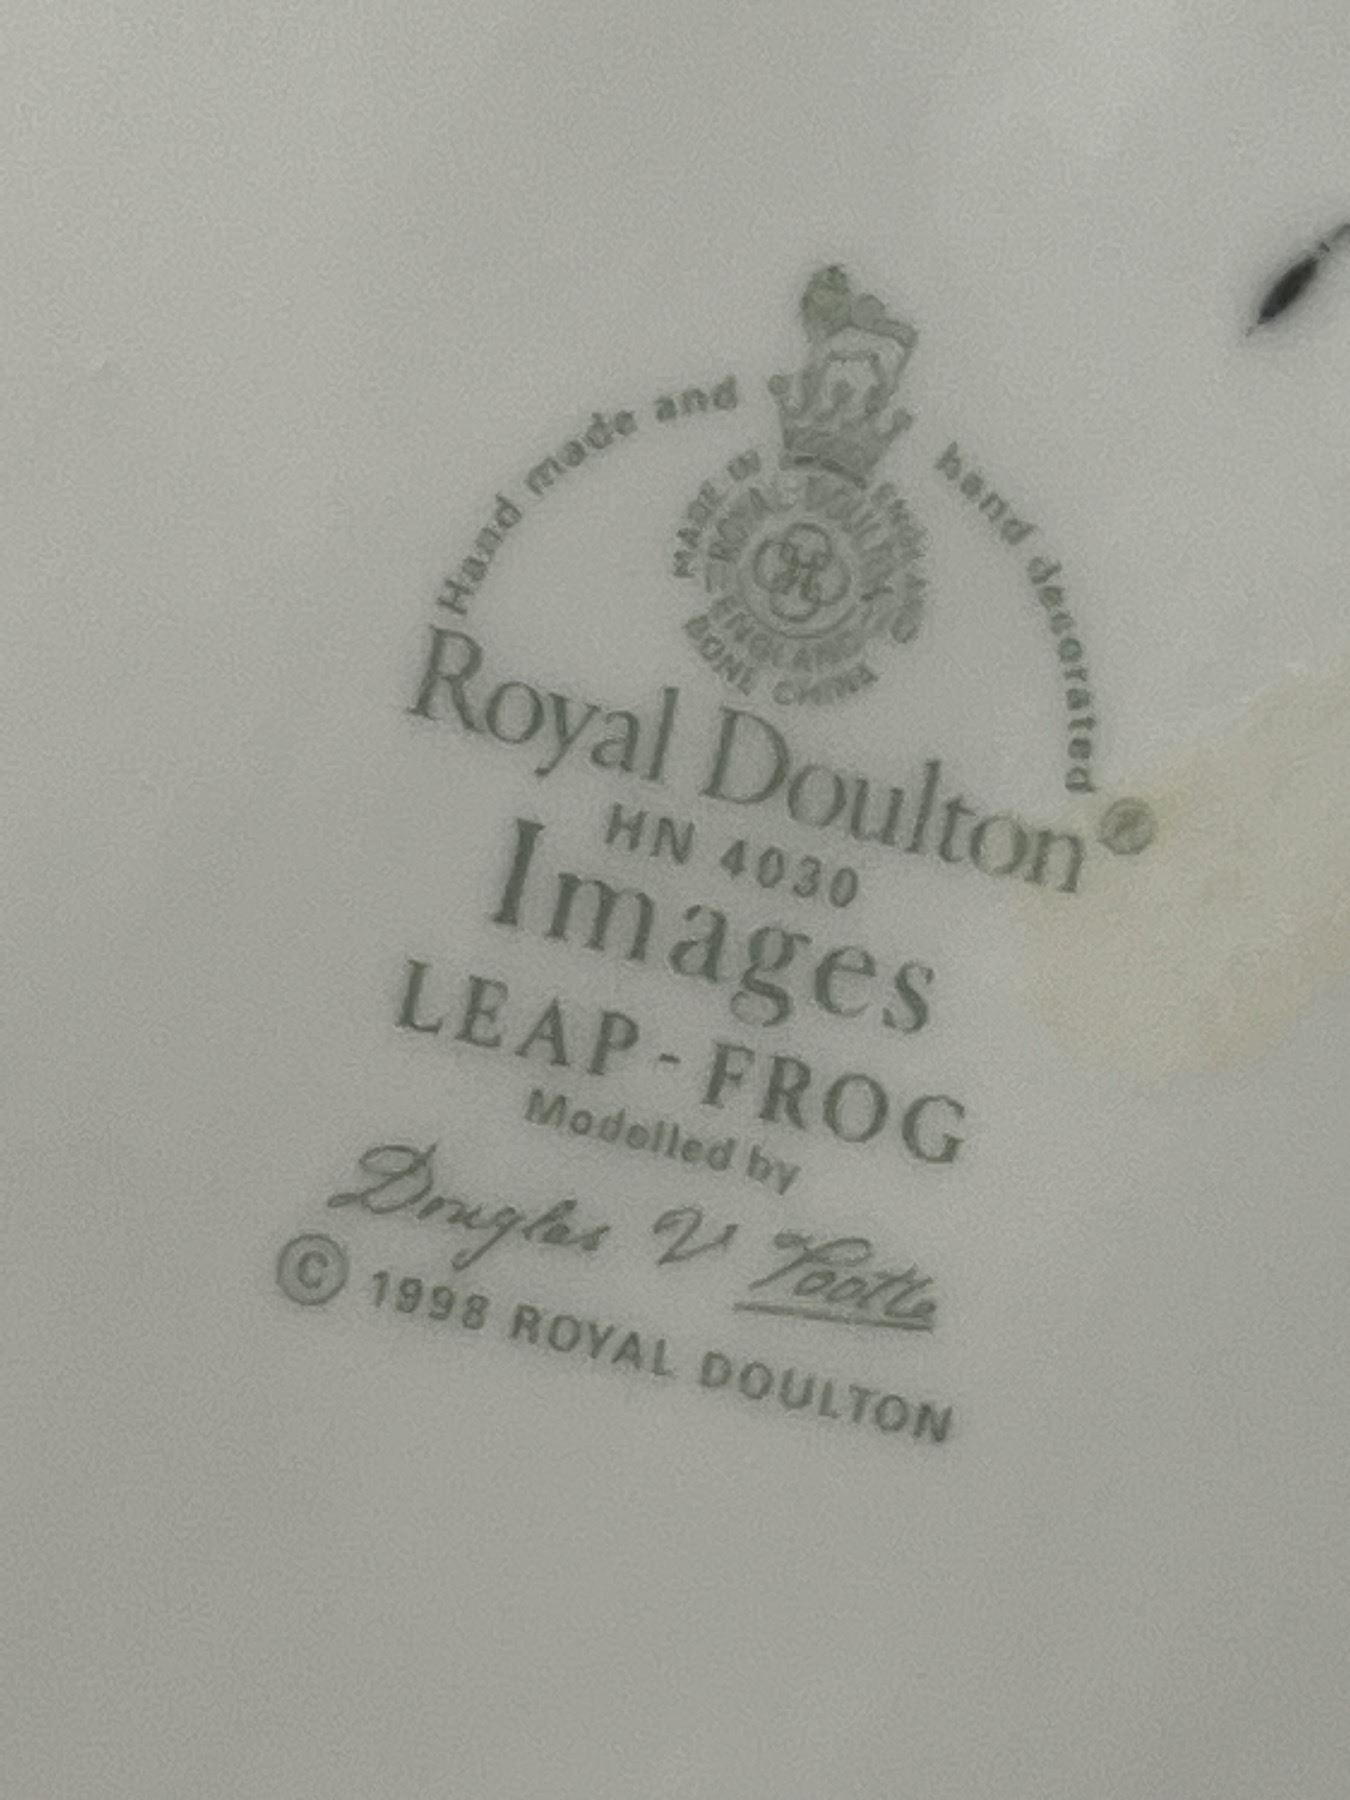 Hand made and hand decorated
MADE IN ENGLAND
ROYAL DOULTON
ENGLAND
BONE CHINA
Royal Doulton®
HN 4030
Images
LEAP-FROG
Modelled by
Douglas V Tootle
© 1998 ROYAL DOULTON